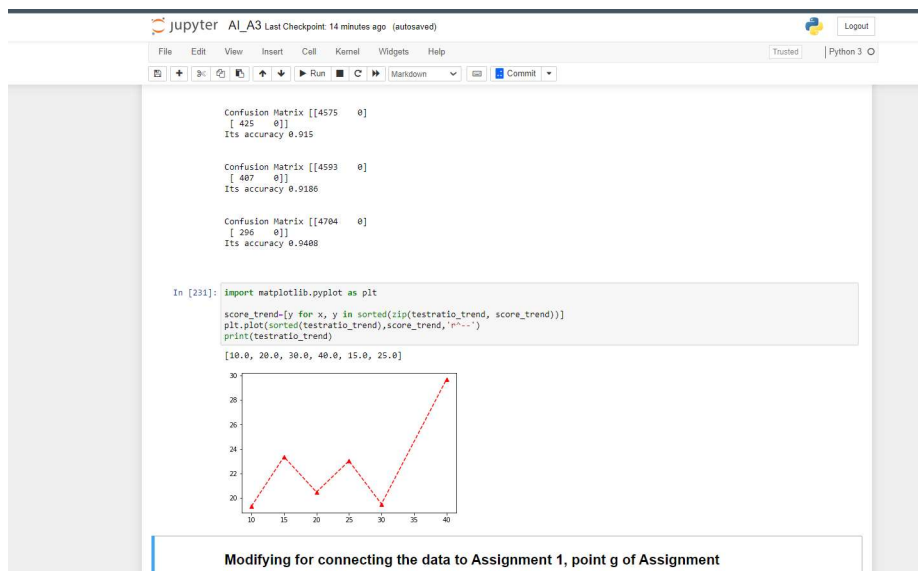 jupyter AI_A3 Last Checkpoint: 14 minutes ago (autosaved)
Logout
File Edit View Insert Cell Kernel Widgets Help
Trusted Python 3
Run Markdown Commit
Confusion Matrix [[4575 0]
[ 425 0]]
Its accuracy 0.915
Confusion Matrix [[4593 0]
[ 407 0]]
Its accuracy 0.9186
Confusion Matrix [[4704 0]
[ 296 0]]
Its accuracy 0.9408
In [231]: import matplotlib.pyplot as plt
score_trend=[y for x, y in sorted(zip(testratio_trend, score_trend))]
plt.plot(sorted(testratio_trend),score_trend,'r^--')
print(testratio_trend)
[10.0, 20.0, 30.0, 40.0, 15.0, 25.0]
30
28
26
24
22
20
10 15 20 25 30 35 40
Modifying for connecting the data to Assignment 1, point g of Assignment